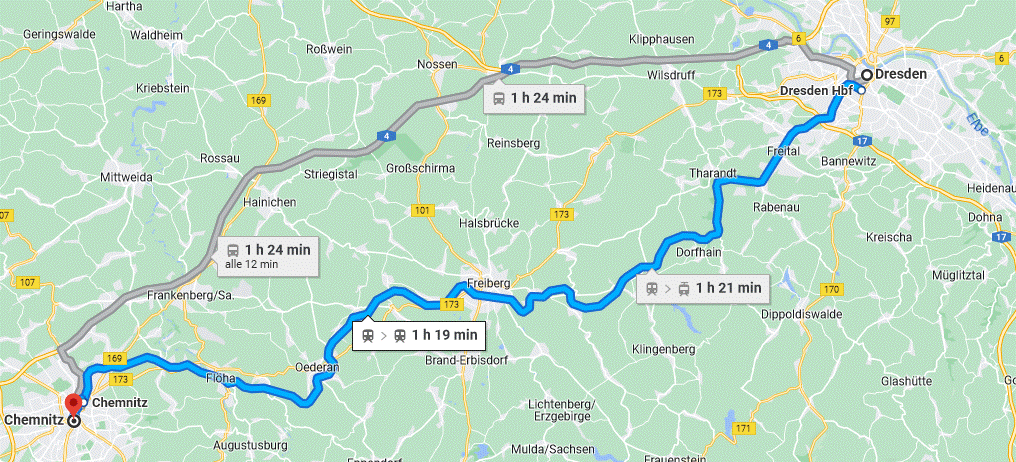 Hartha
Geringswalde
Waldheim
97
6
Klipphausen
4
6
Roßwein
Nossen
4
Wilsdruff
Dresden
Kriebstein
1 h 24 min
Dresden Hbf
169
173
Elbe
4
17
Reinsberg
Freital
Rossau
Bannewitz
Großschirma
Striegistal
Tharandt
Mittweida
Heidenau
Hainichen
101
173
Rabenau
07
Dohna
Halsbrücke
Kreischa
17
1 h 24 min
alle 12 min
Dorfhain
Müglitztal
107
Freiberg
1 h 21 min
170
Frankenberg/Sa.
173
Dippoldiswalde
1 h 19 min
Klingenberg
169
Brand-Erbisdorf
173
Oederan
Flöha
Glashütte
Chemnitz
Lichtenberg/
Erzgebirge
Chemnitz
171
Augustusburg
Mulda/Sachsen
Frauenstein